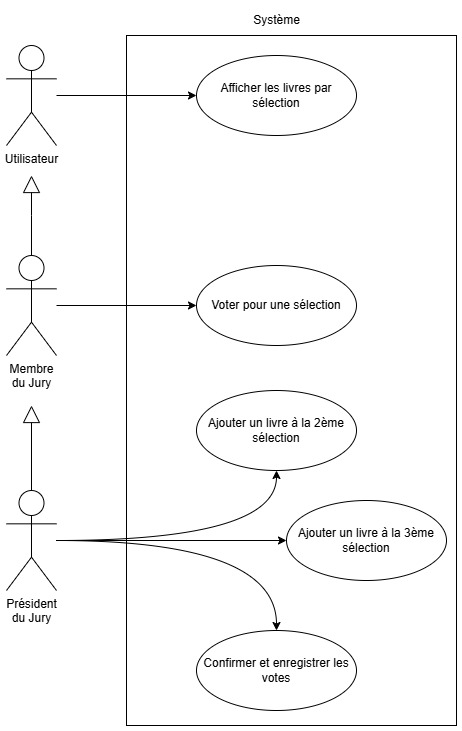 Système
Afficher les livres par
sélection
Utilisateur
Voter pour une sélection
Membre
du Jury
Ajouter un livre à la 2ème
sélection
Ajouter un livre à la 3ème
sélection
Président
du Jury
Confirmer et enregistrer les
votes